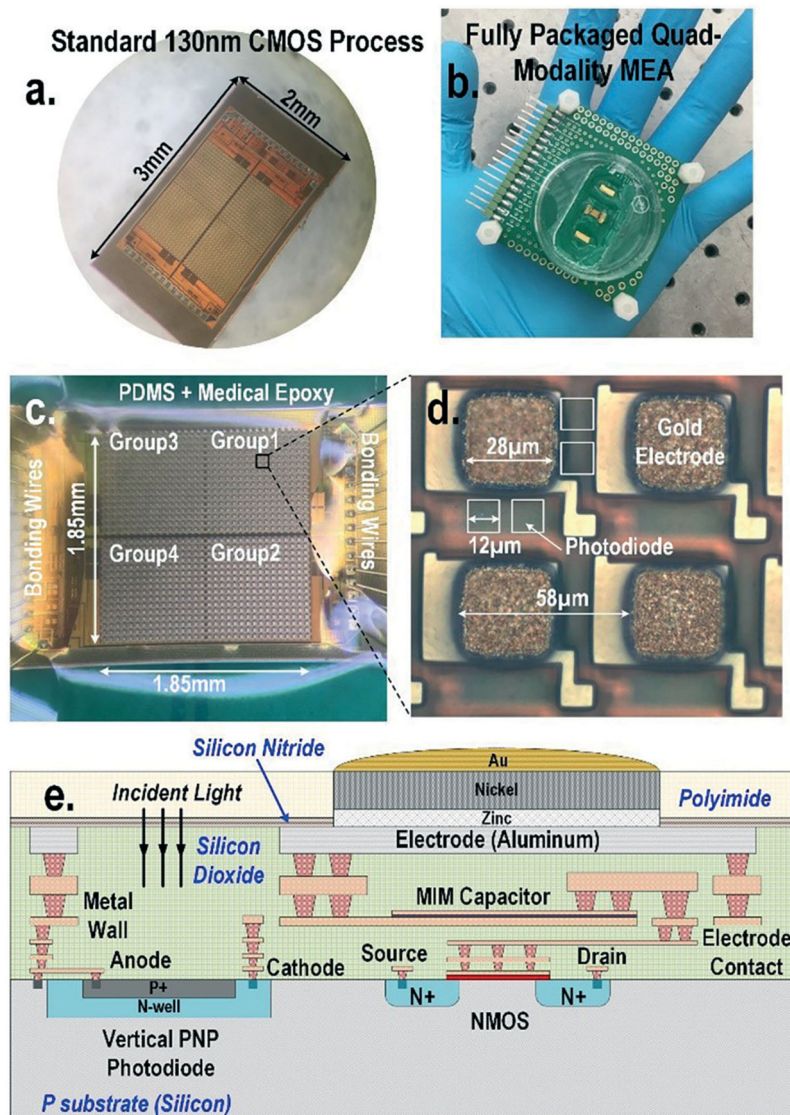 Standard 130nm CMOS Process
a.
3mm
2mm
Fully Packaged Quad-
Modality MEA
b.
c.
PDMS + Medical Epoxy
Group3
Group1
Group4
Group2
Bonding Wires
Bonding Wires
1.85mm
1.85mm
d.
28µm
Gold
Electrode
12µm
Photodiode
58µm
e.
Silicon Nitride
Incident Light
Silicon
Dioxide
Au
Nickel
Zinc
Polyimide
Electrode (Aluminum)
Metal
Wall
MIM Capacitor
Anode
Cathode
Source
Drain
Electrode
Contact
P+
N-well
N+
N+
NMOS
Vertical PNP
Photodiode
P substrate (Silicon)